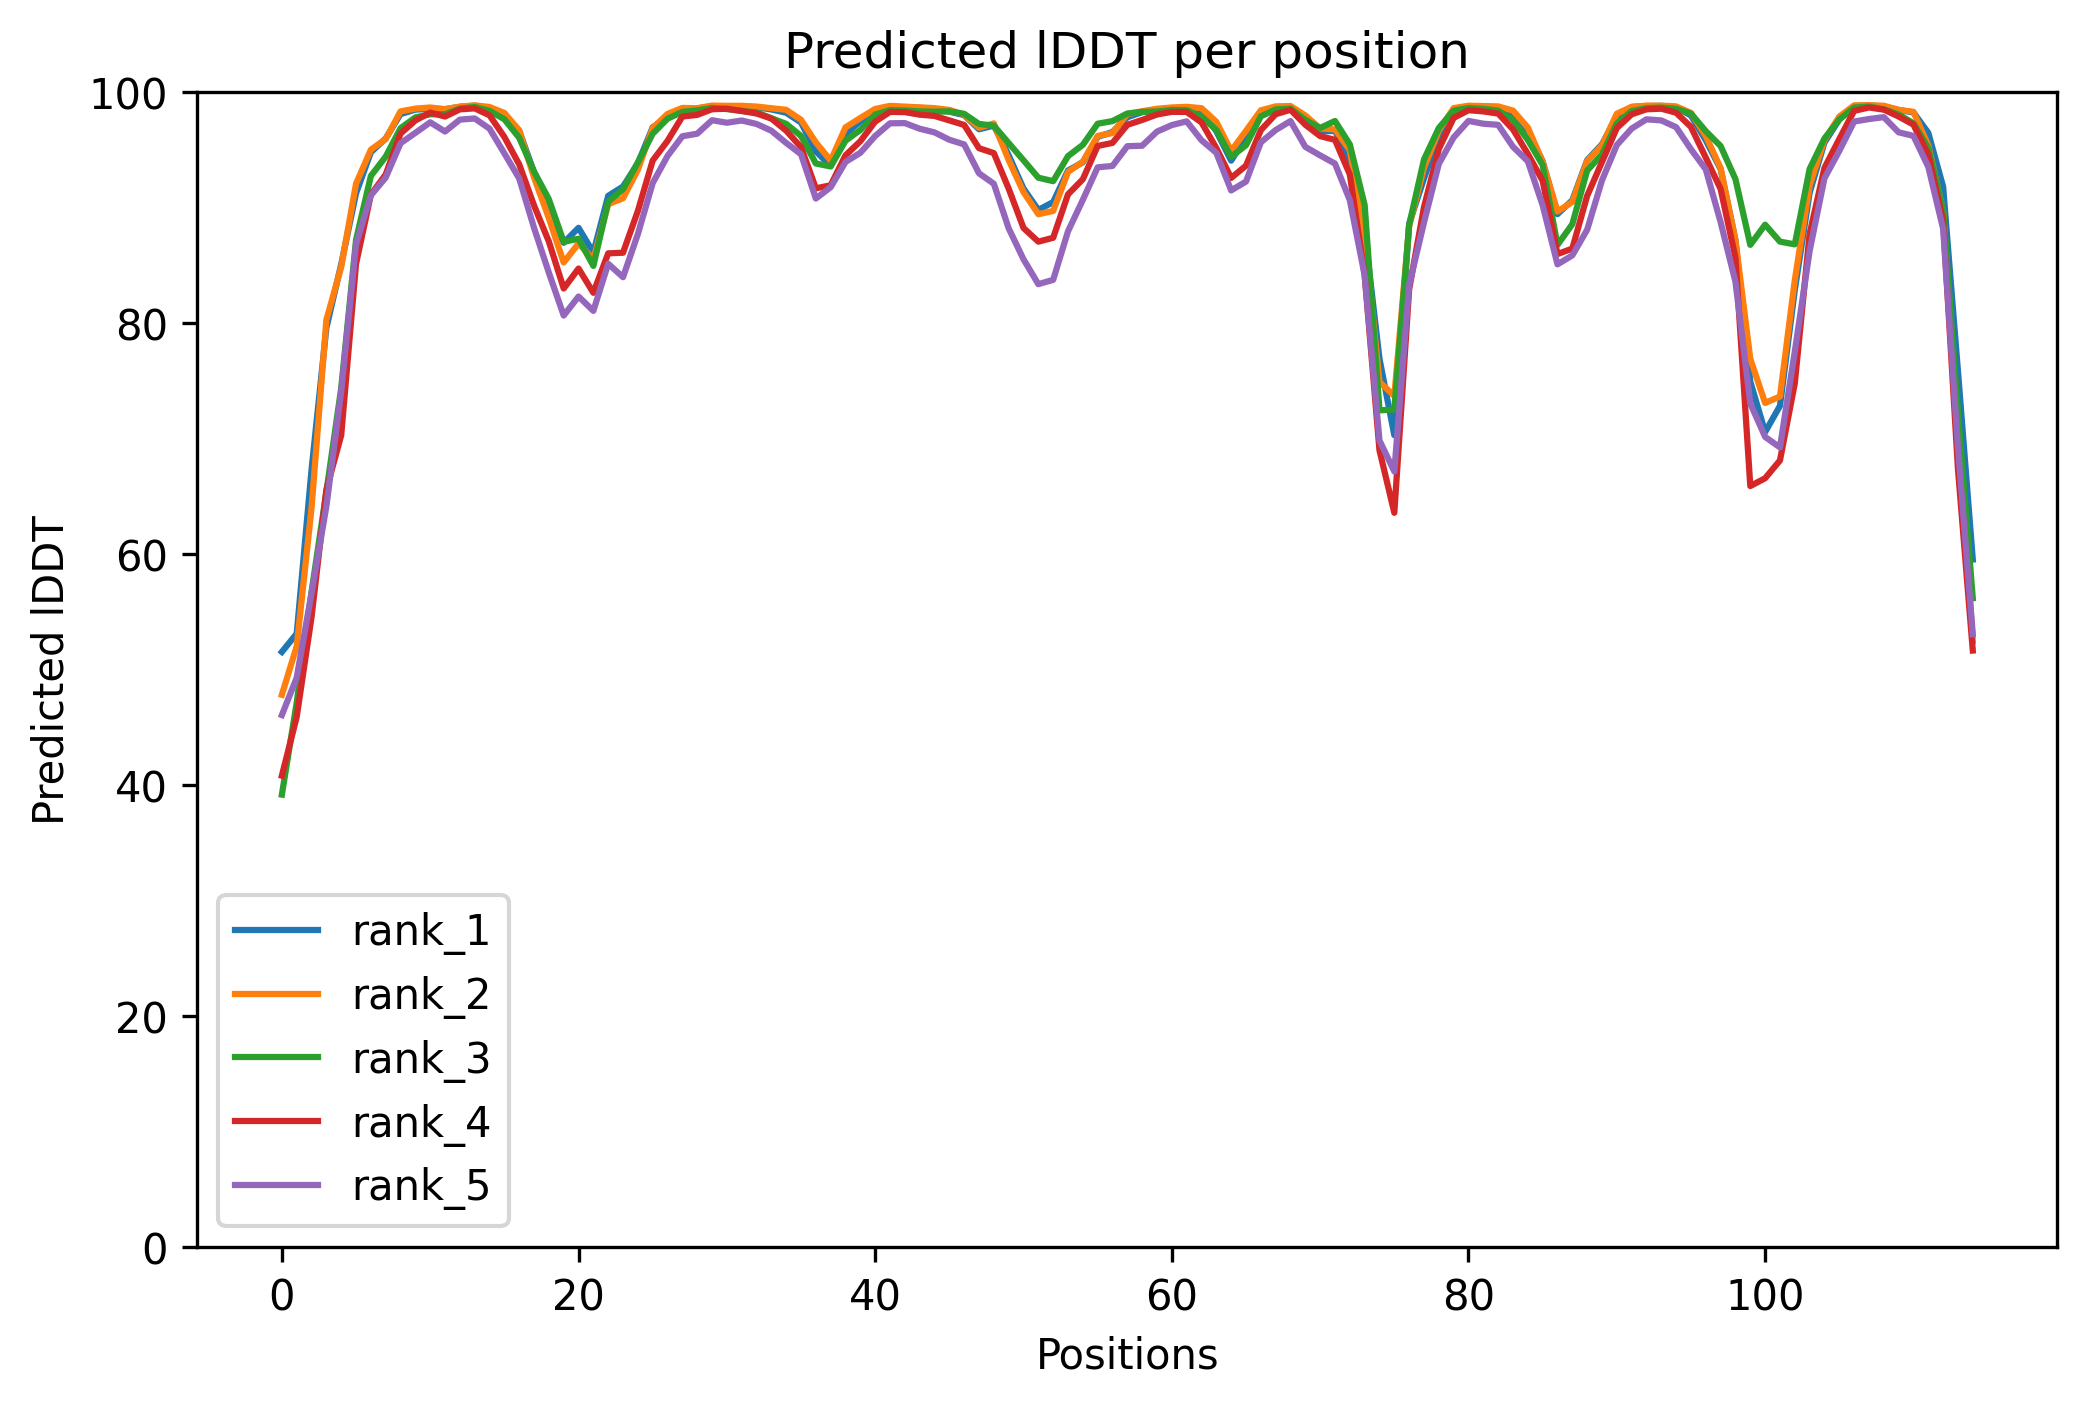 Predicted lDDT per position
100
80
60
40
20
0
Predicted lDDT
rank_1
rank_2
rank_3
rank_4
rank_5
0 20 40 60 80 100
Positions